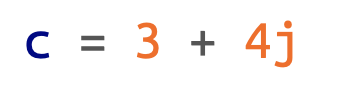 c = 3 + 4j